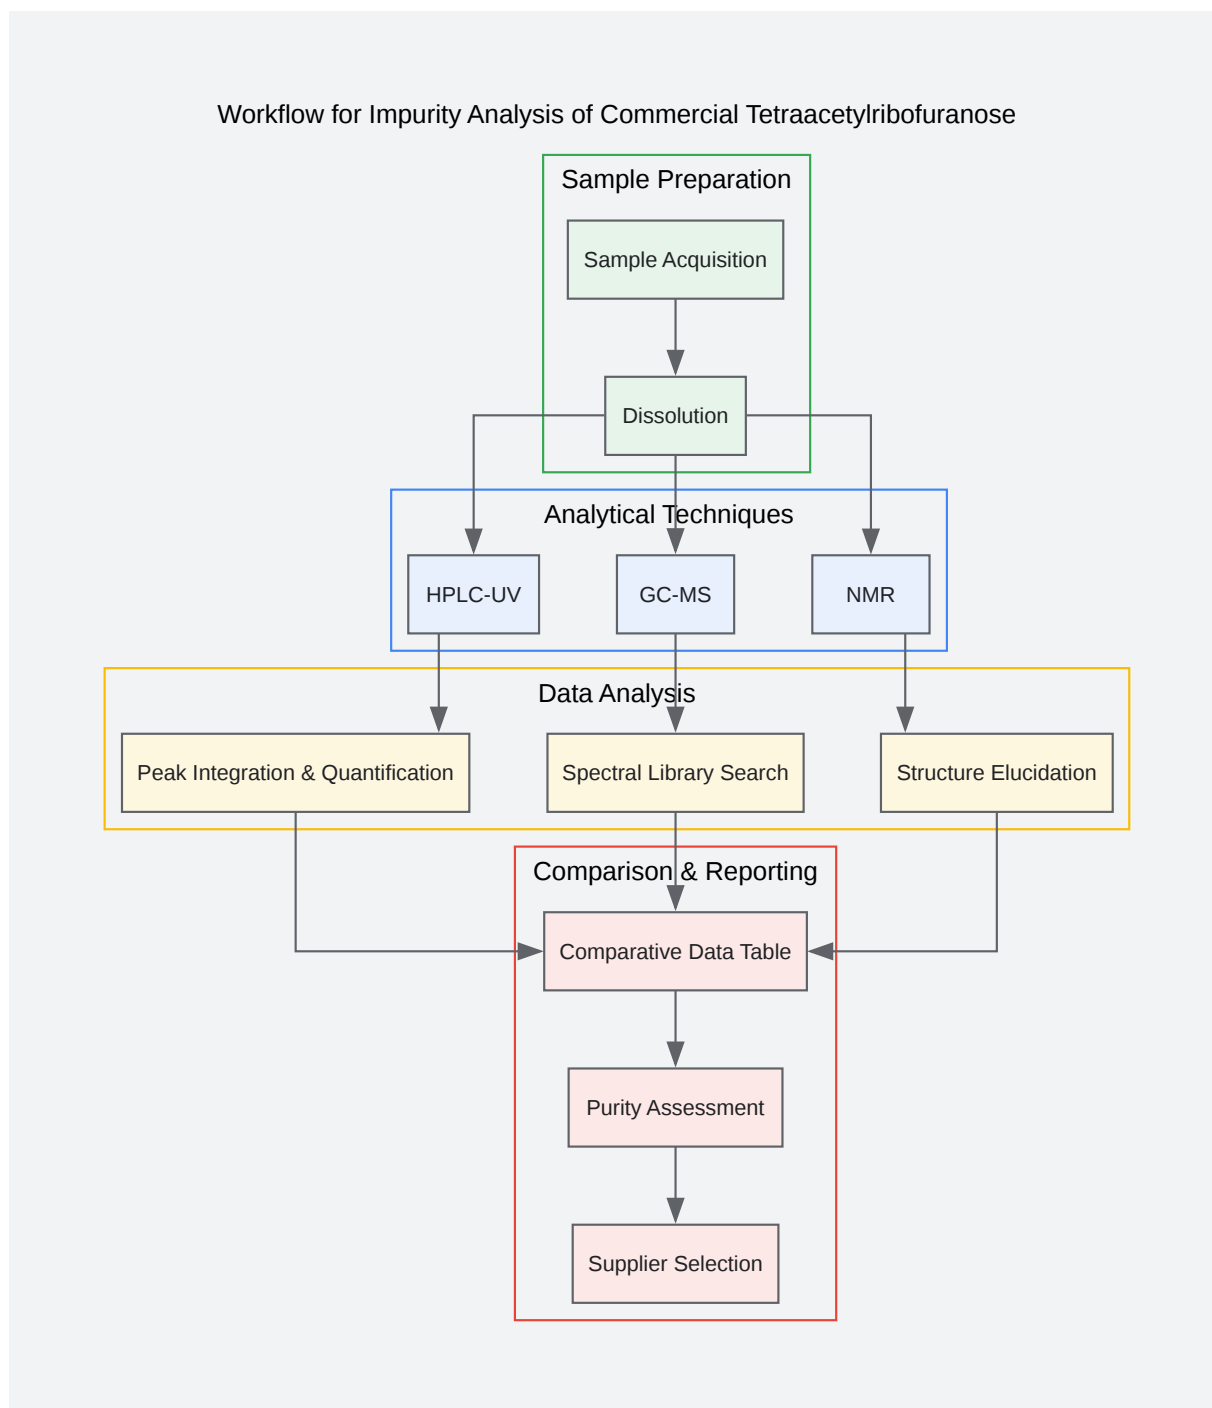 Workflow for Impurity Analysis of Commercial Tetraacetylribofuranose
Sample Preparation
Sample Acquisition
Dissolution
Analytical Techniques
HPLC-UV
GC-MS
NMR
Data Analysis
Peak Integration & Quantification
Spectral Library Search
Structure Elucidation
Comparison & Reporting
Comparative Data Table
Purity Assessment
Supplier Selection